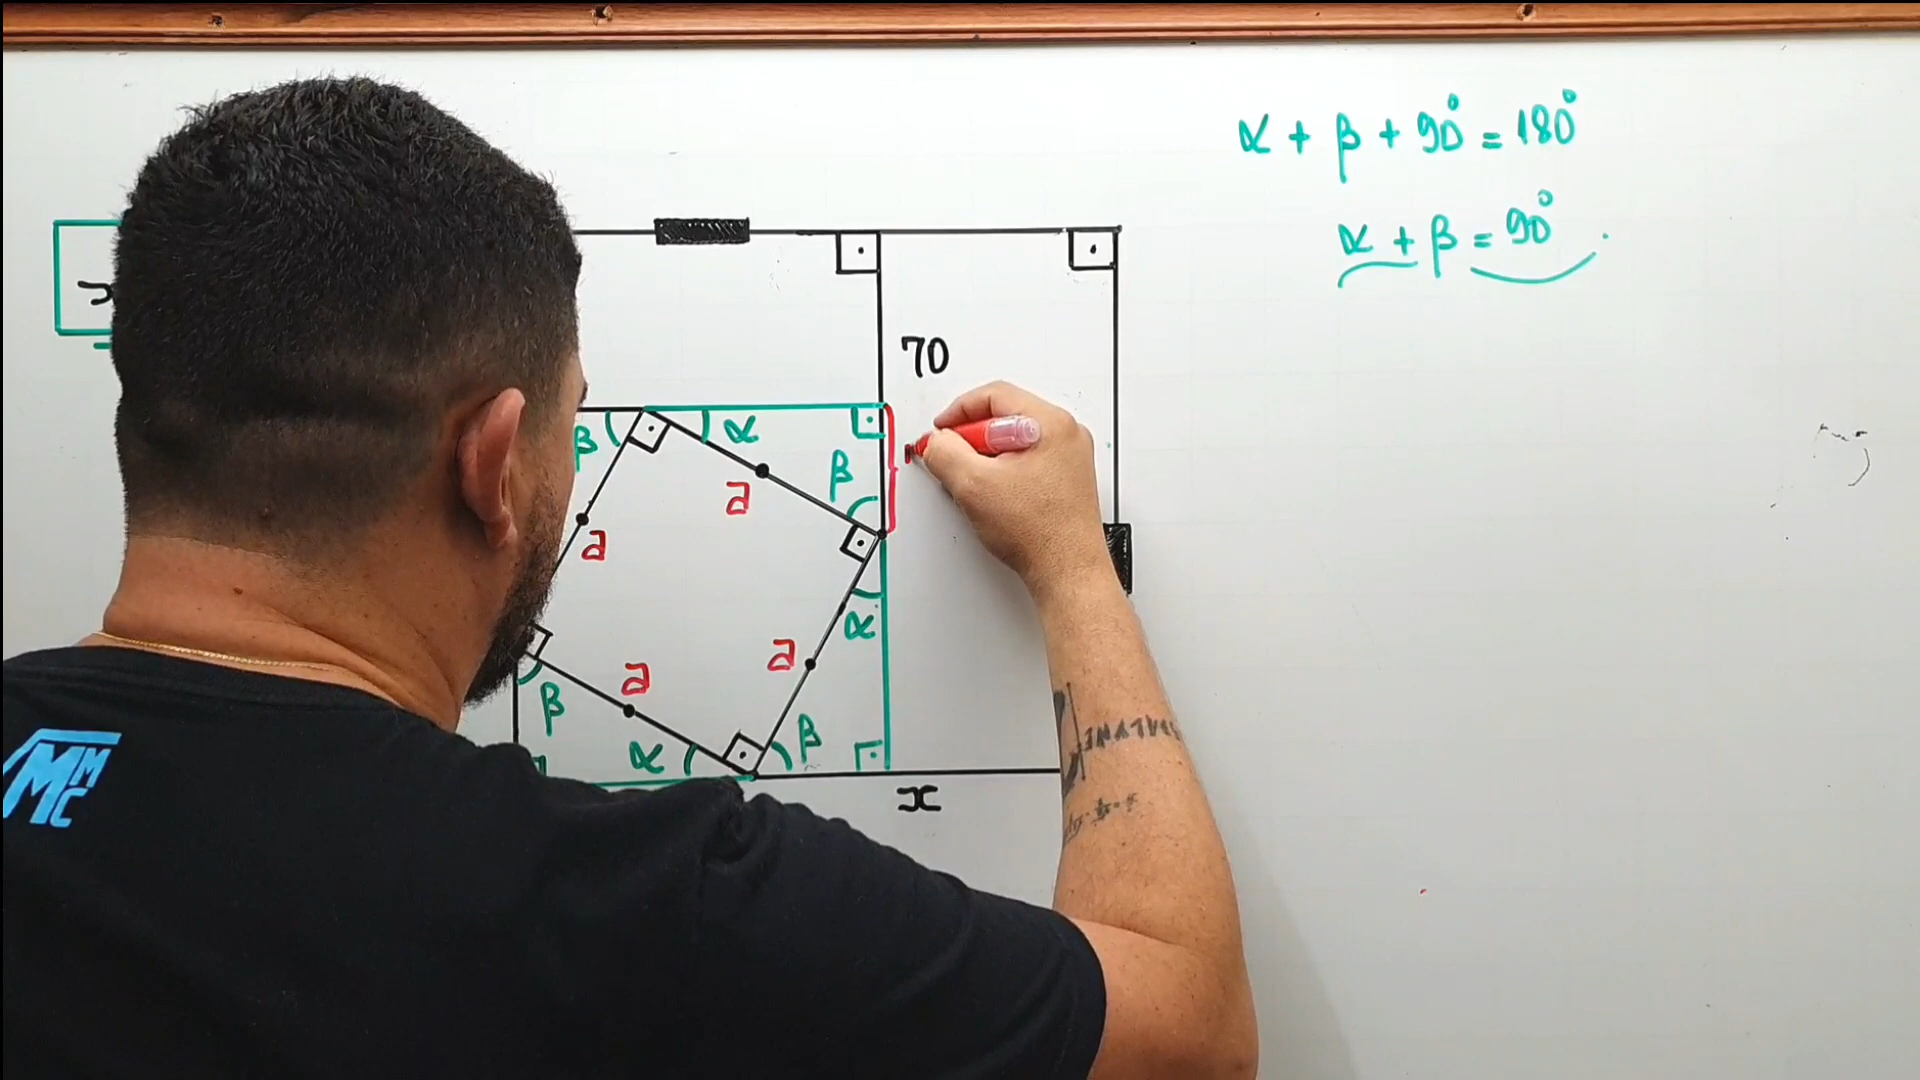 α + β + 90° = 180°
α + β = 90°
x
70
β
α
β
a
a
α
a
a
β
α
β
x
MMC